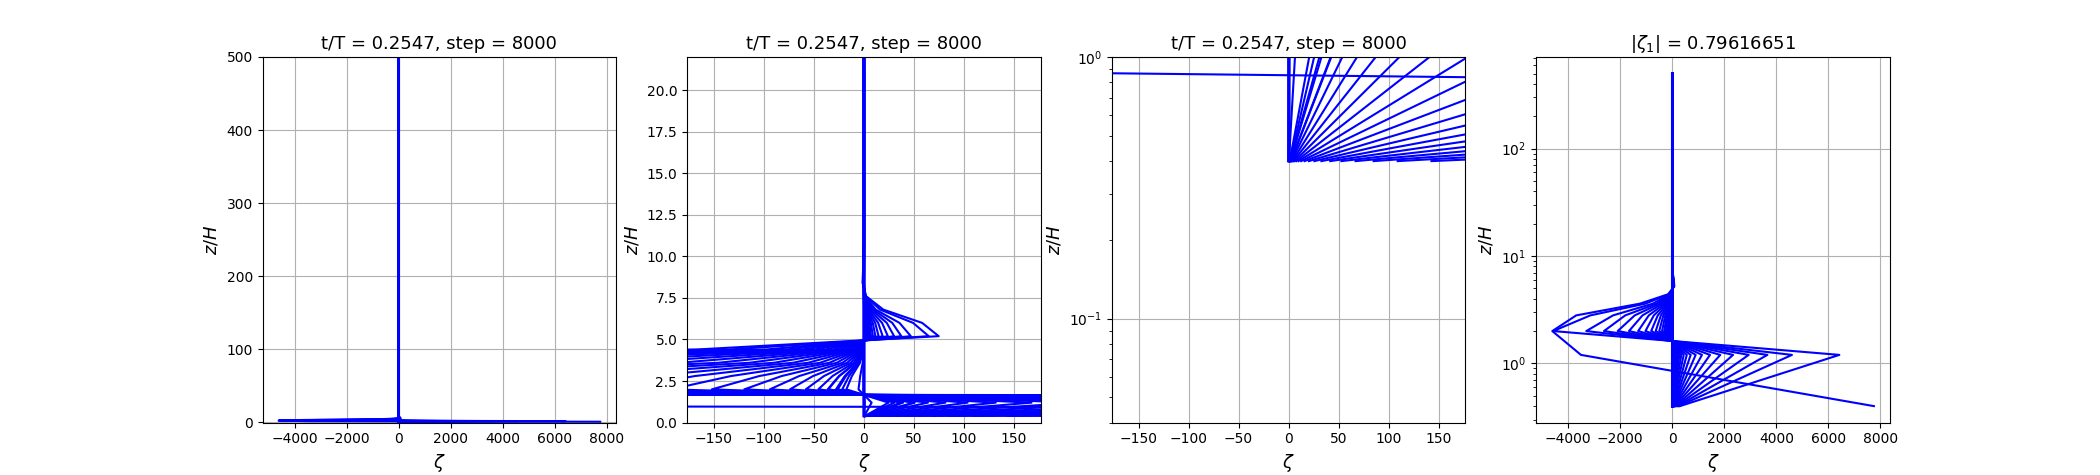 t/T = 0.2547, step = 8000
500
400
300
200
100
0
z/H
−4000 −2000 0 2000 4000 6000 8000
ζ
t/T = 0.2547, step = 8000
20.0
17.5
15.0
12.5
10.0
7.5
5.0
2.5
0.0
z/H
−150 −100 −50 0 50 100 150
ζ
t/T = 0.2547, step = 8000
10⁰
10⁻¹
z/H
−150 −100 −50 0 50 100 150
ζ
|ζ₁| = 0.79616651
10²
10¹
10⁰
z/H
−4000 −2000 0 2000 4000 6000 8000
ζ